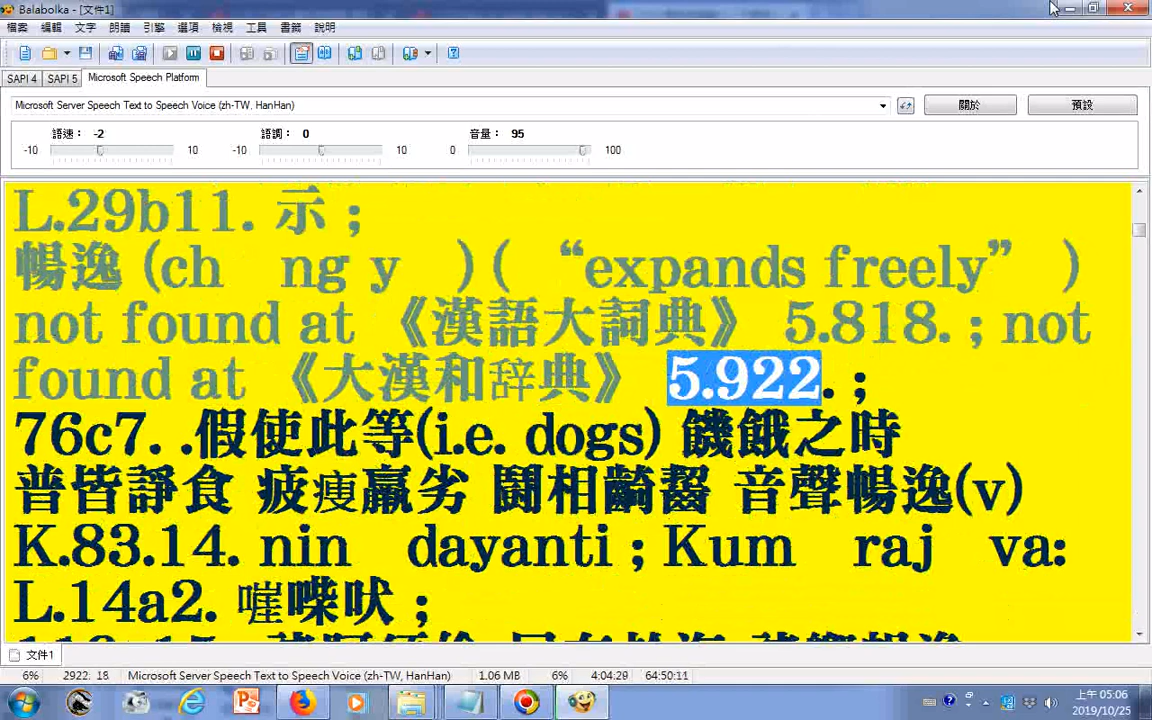 Balabolka - [文件1]
檔案 編輯 文字 朗讀 引擎 選項 檢視 工具 書籤 說明
SAPI 4 SAPI 5 Microsoft Speech Platform
Microsoft Server Speech Text to Speech Voice (zh-TW, HanHan) 關於 預設
語速： -2 語調： 0 音量： 95
-10 10 -10 10 0 100
L.29b11. 示 ;
暢逸 (ch ng y )( “expands freely” )
not found at 《漢語大詞典》 5.818. ; not
found at 《大漢和辞典》 5.922. ;
76c7. .假使此等(i.e. dogs) 饑餓之時
普皆諍食 疲瘦羸劣 鬪相齮齧 音聲暢逸(v)
K.83.14. nin dayanti ; Kum raj va:
L.14a2. 嘊喋吠 ;
文件1
6% 2922: 18 Microsoft Server Speech Text to Speech Voice (zh-TW, HanHan) 1.06 MB 6% 4:04:29 64:50:11
上午 05:06
2019/10/25